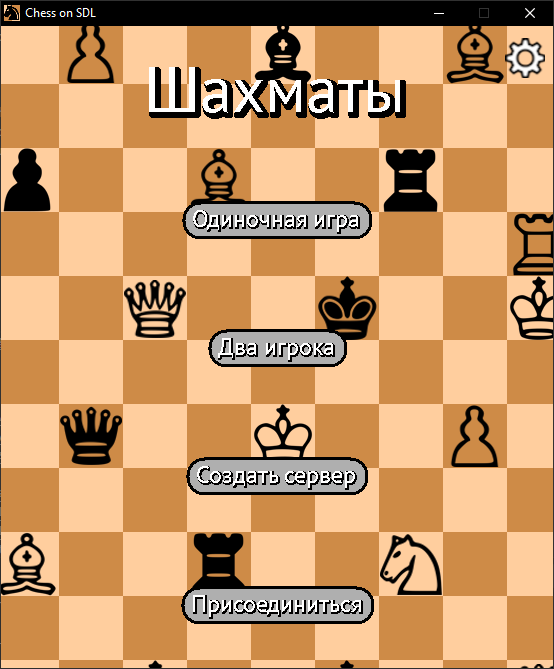 Chess on SDL
Шахматы
Одиночная игра
Два игрока
Создать сервер
Присоединиться